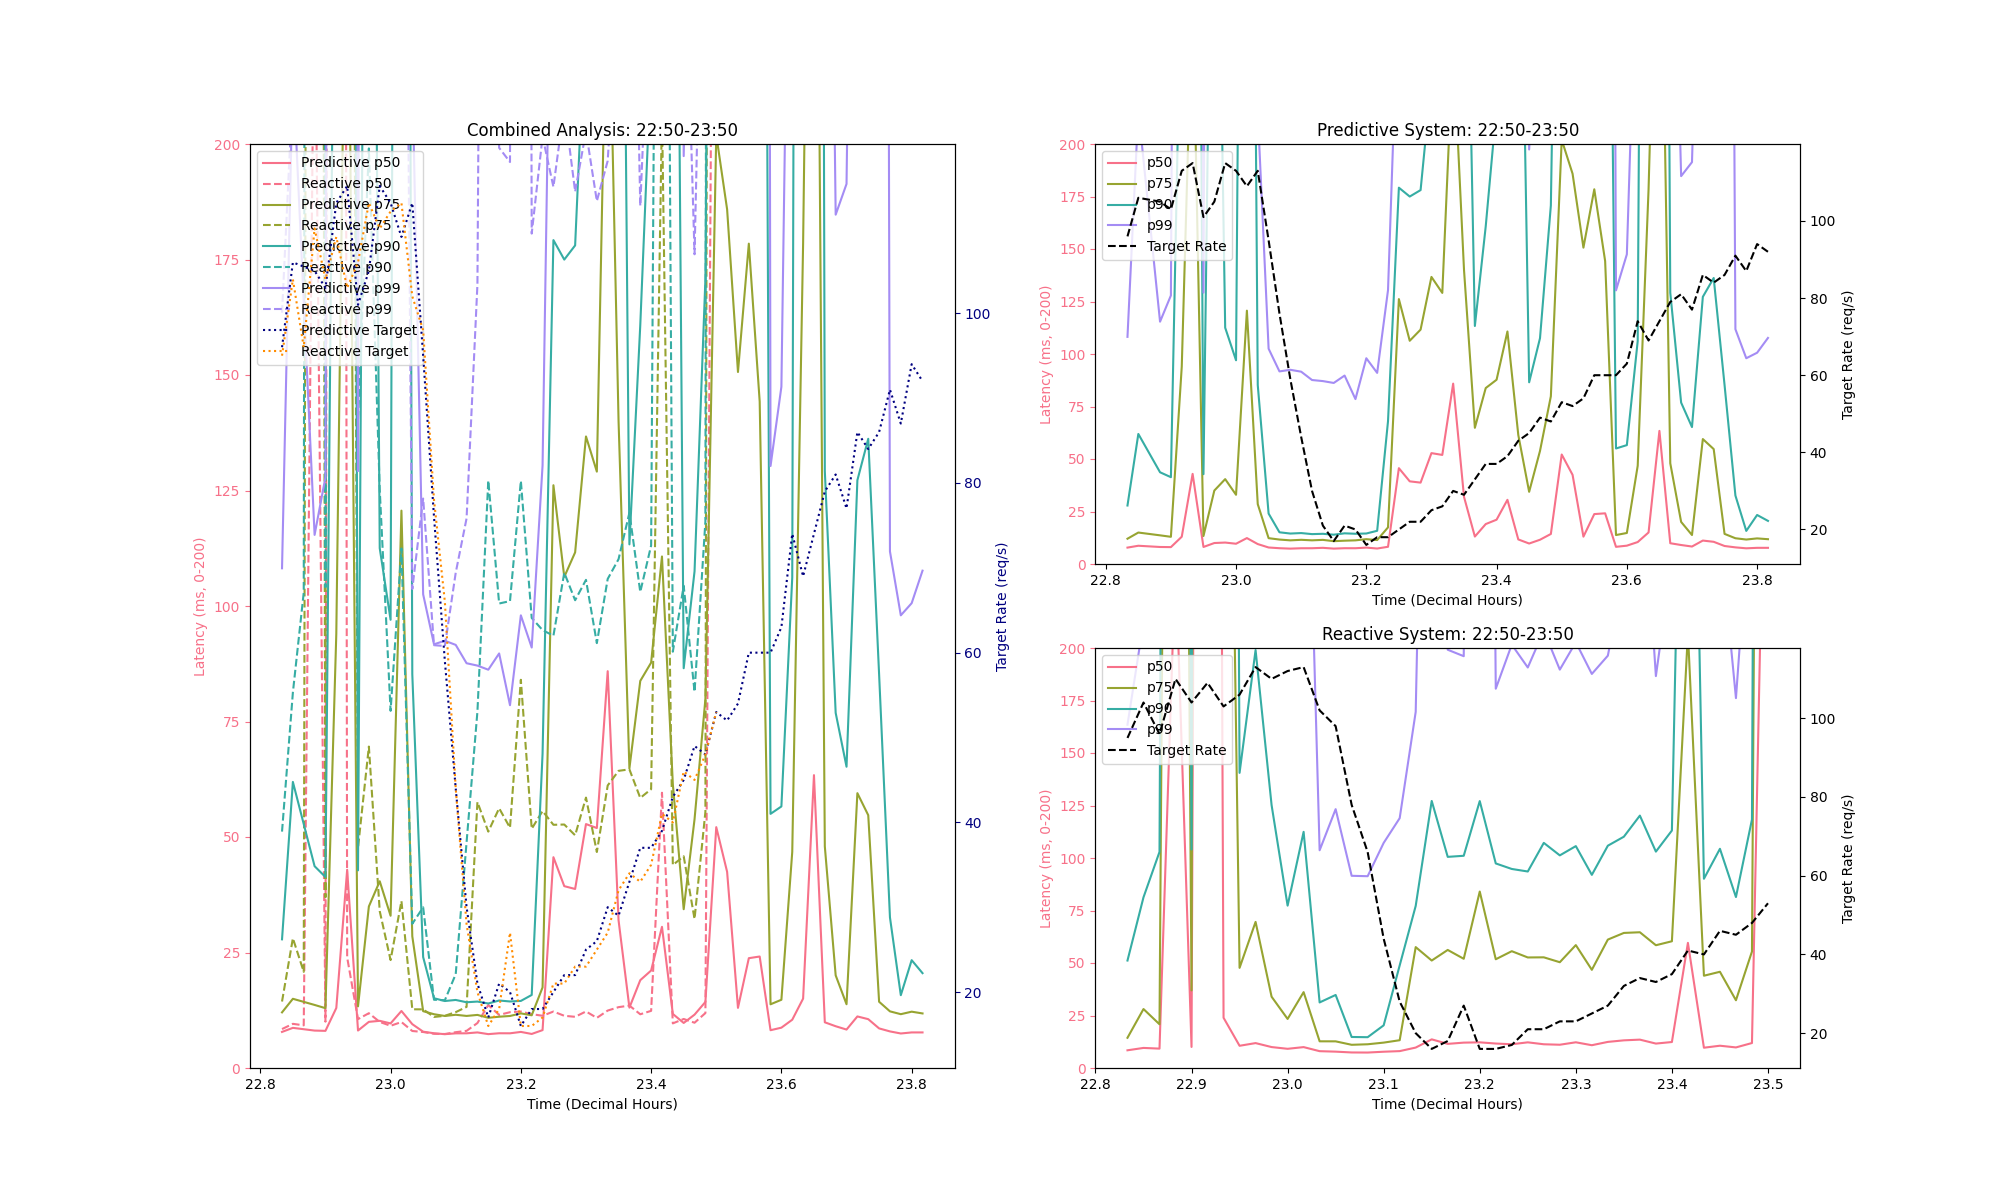 Combined Analysis: 22:50-23:50
200
175
150
125
100
75
50
25
0
Latency (ms, 0-200)
Predictive p50
Reactive p50
Predictive p75
Reactive p75
Predictive p90
Reactive p90
Predictive p99
Reactive p99
Predictive Target
Reactive Target
100
80
60
40
20
Target Rate (req/s)
22.8 23.0 23.2 23.4 23.6 23.8
Time (Decimal Hours)
Predictive System: 22:50-23:50
200
175
150
125
100
75
50
25
0
Latency (ms, 0-200)
p50
p75
p90
p99
Target Rate
100
80
60
40
20
Target Rate (req/s)
22.8 23.0 23.2 23.4 23.6 23.8
Time (Decimal Hours)
Reactive System: 22:50-23:50
200
175
150
125
100
75
50
25
0
Latency (ms, 0-200)
p50
p75
p90
p99
Target Rate
100
80
60
40
20
Target Rate (req/s)
22.8 22.9 23.0 23.1 23.2 23.3 23.4 23.5
Time (Decimal Hours)